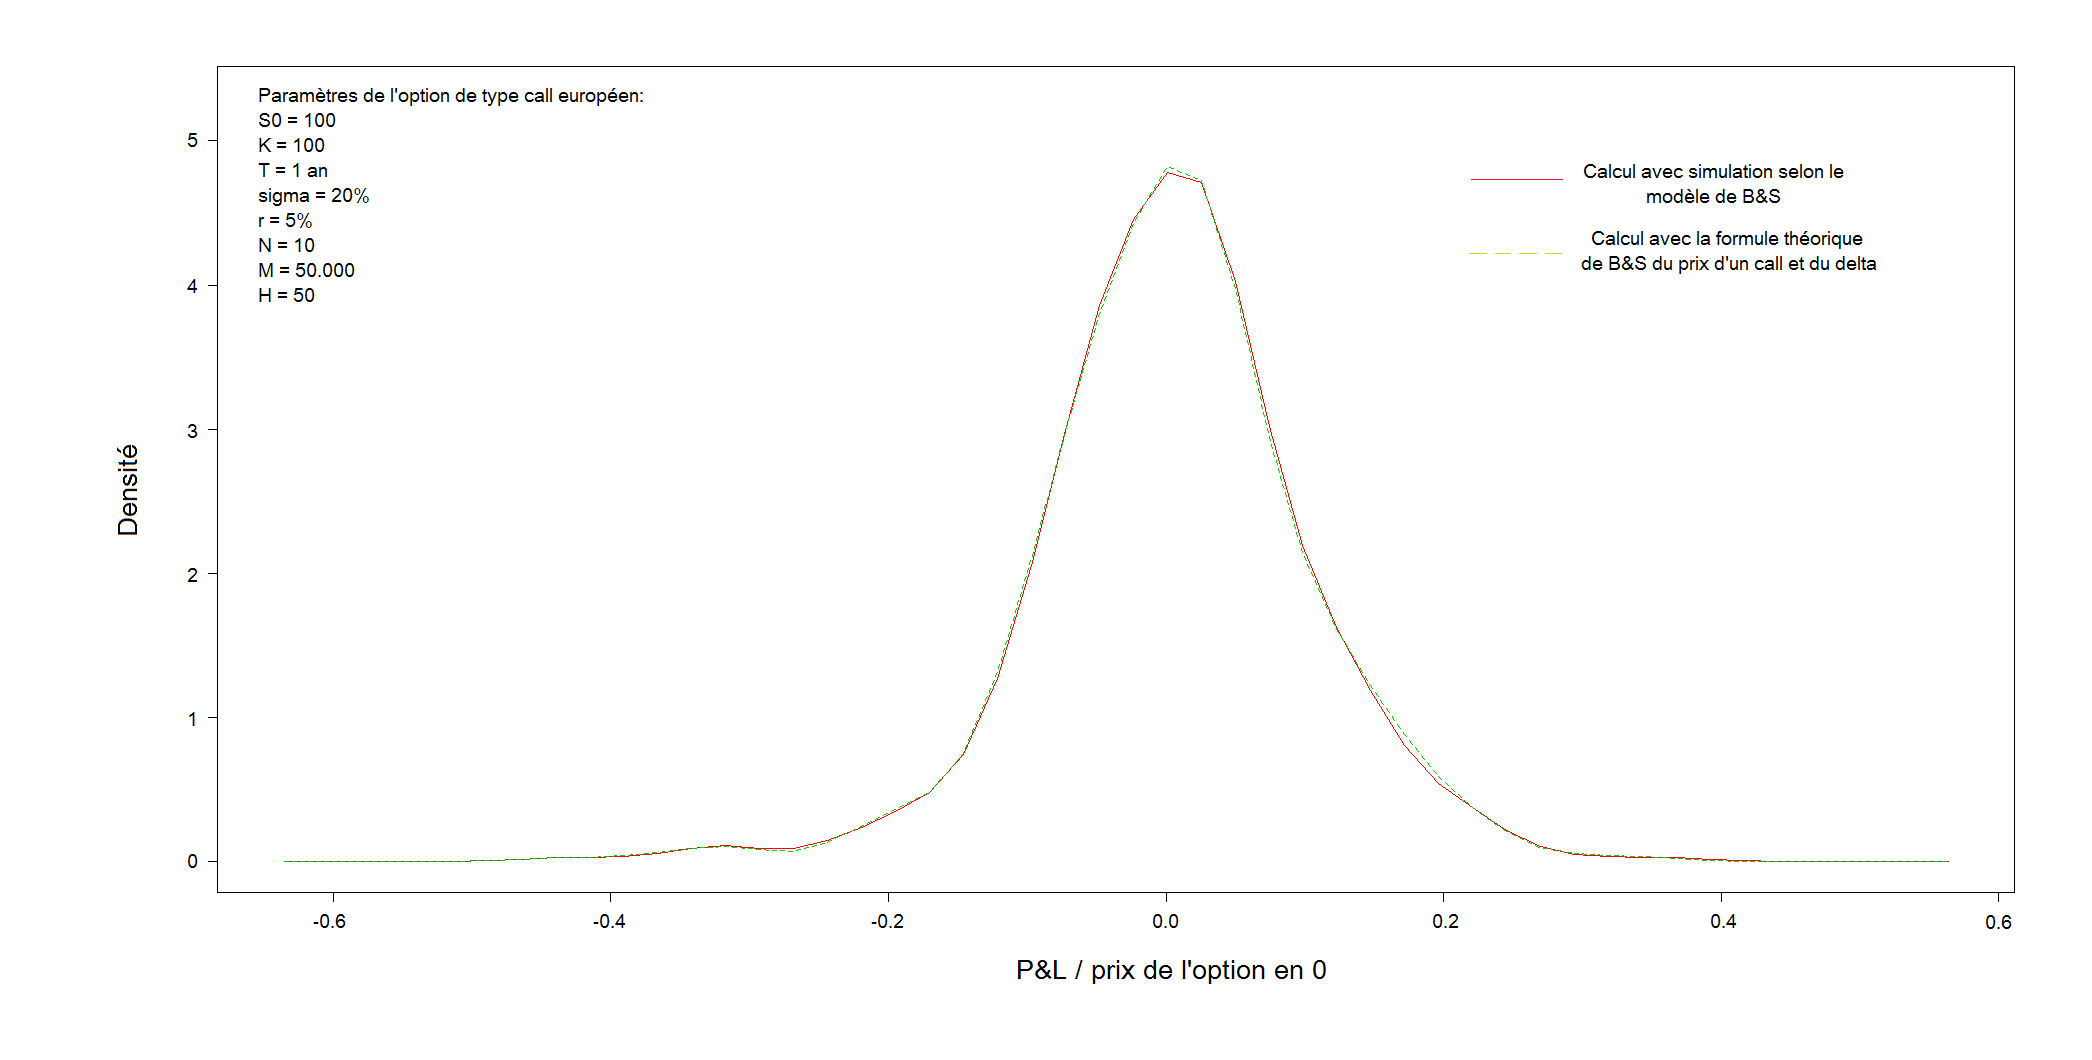 Paramètres de l'option de type call européen:
S0 = 100
K = 100
T = 1 an
sigma = 20%
r = 5%
N = 10
M = 50.000
H = 50
Calcul avec simulation selon le
modèle de B&S
Calcul avec la formule théorique
de B&S du prix d'un call et du delta
Densité
5
4
3
2
1
0
-0.6
-0.4
-0.2
0.0
0.2
0.4
0.6
P&L / prix de l'option en 0